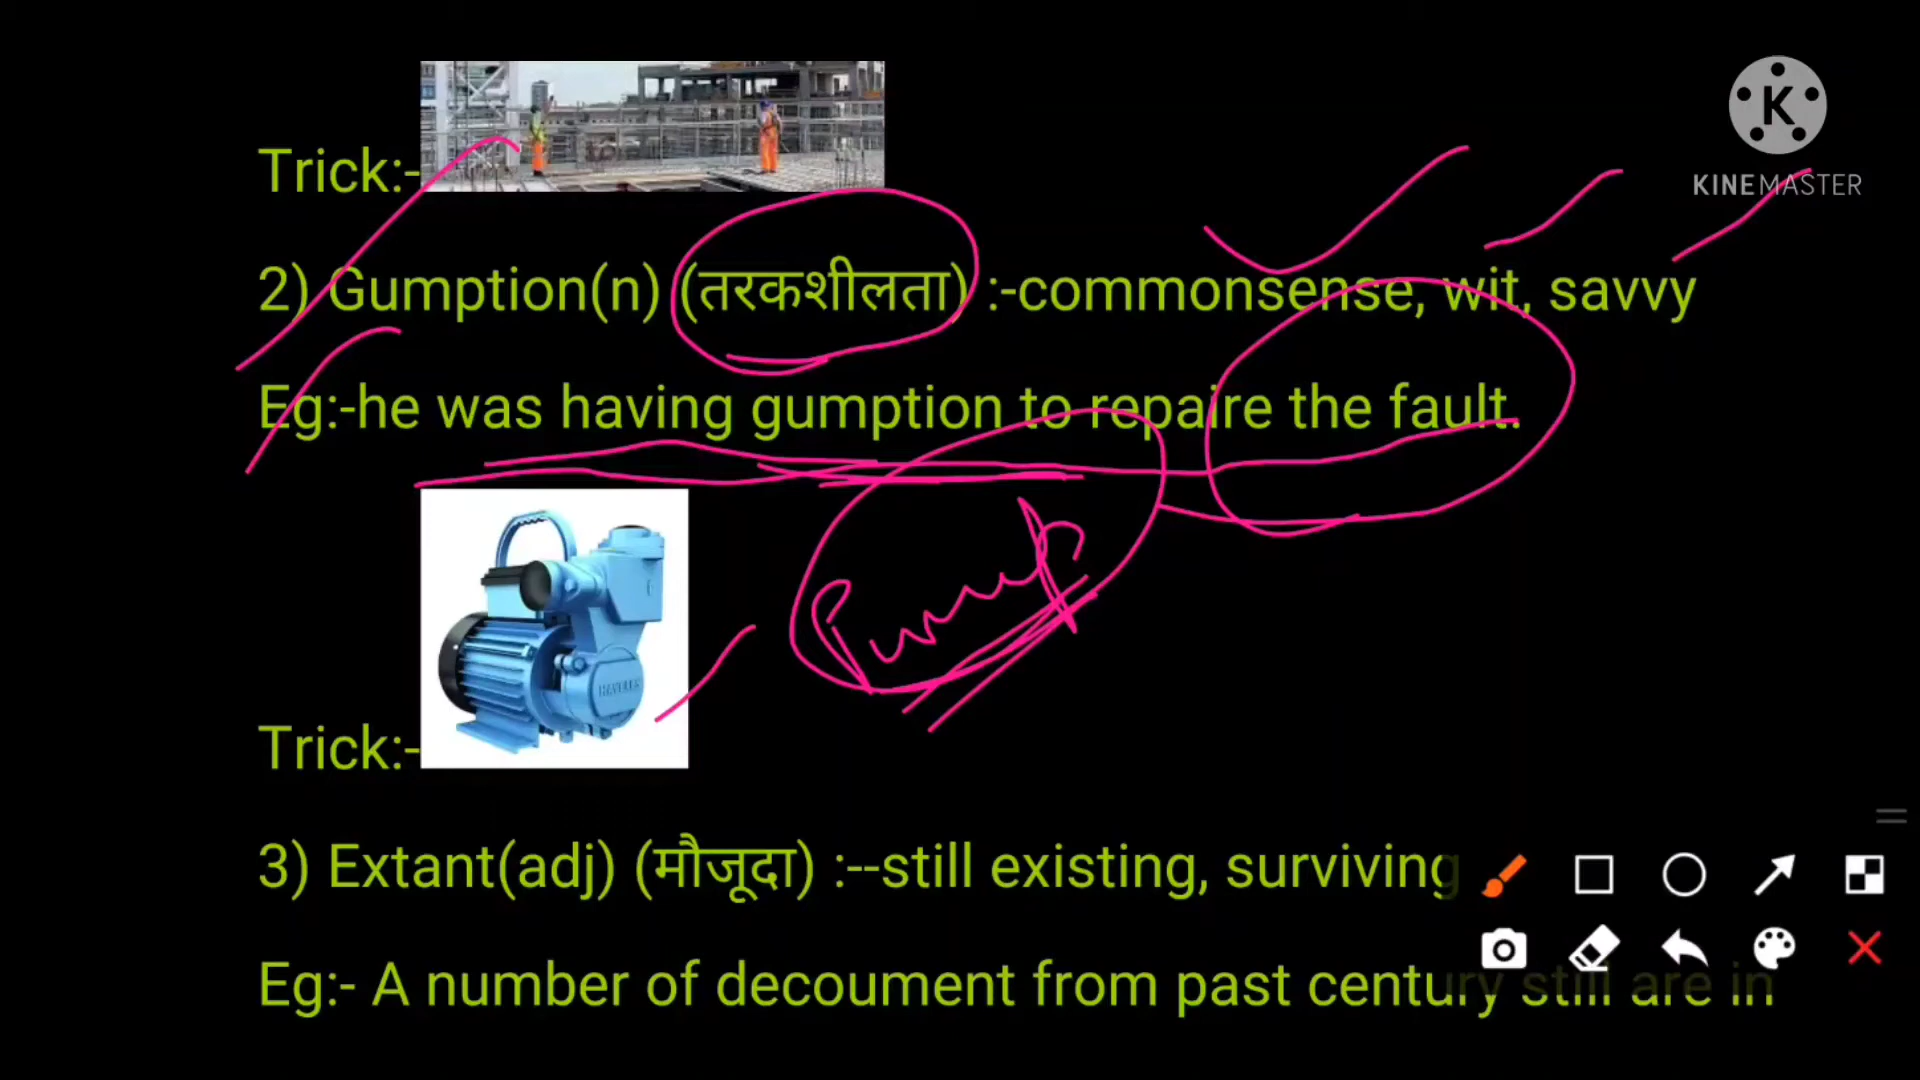 KINEMASTER
Trick:-
2) Gumption(n) (तरकशीलता) :-commonsense, wit, savvy
Eg:-he was having gumption to repaire the fault.
Pump
HAVELLS
Trick:-
3) Extant(adj) (मौजूदा) :--still existing, surviving
Eg:- A number of decoument from past century still are in